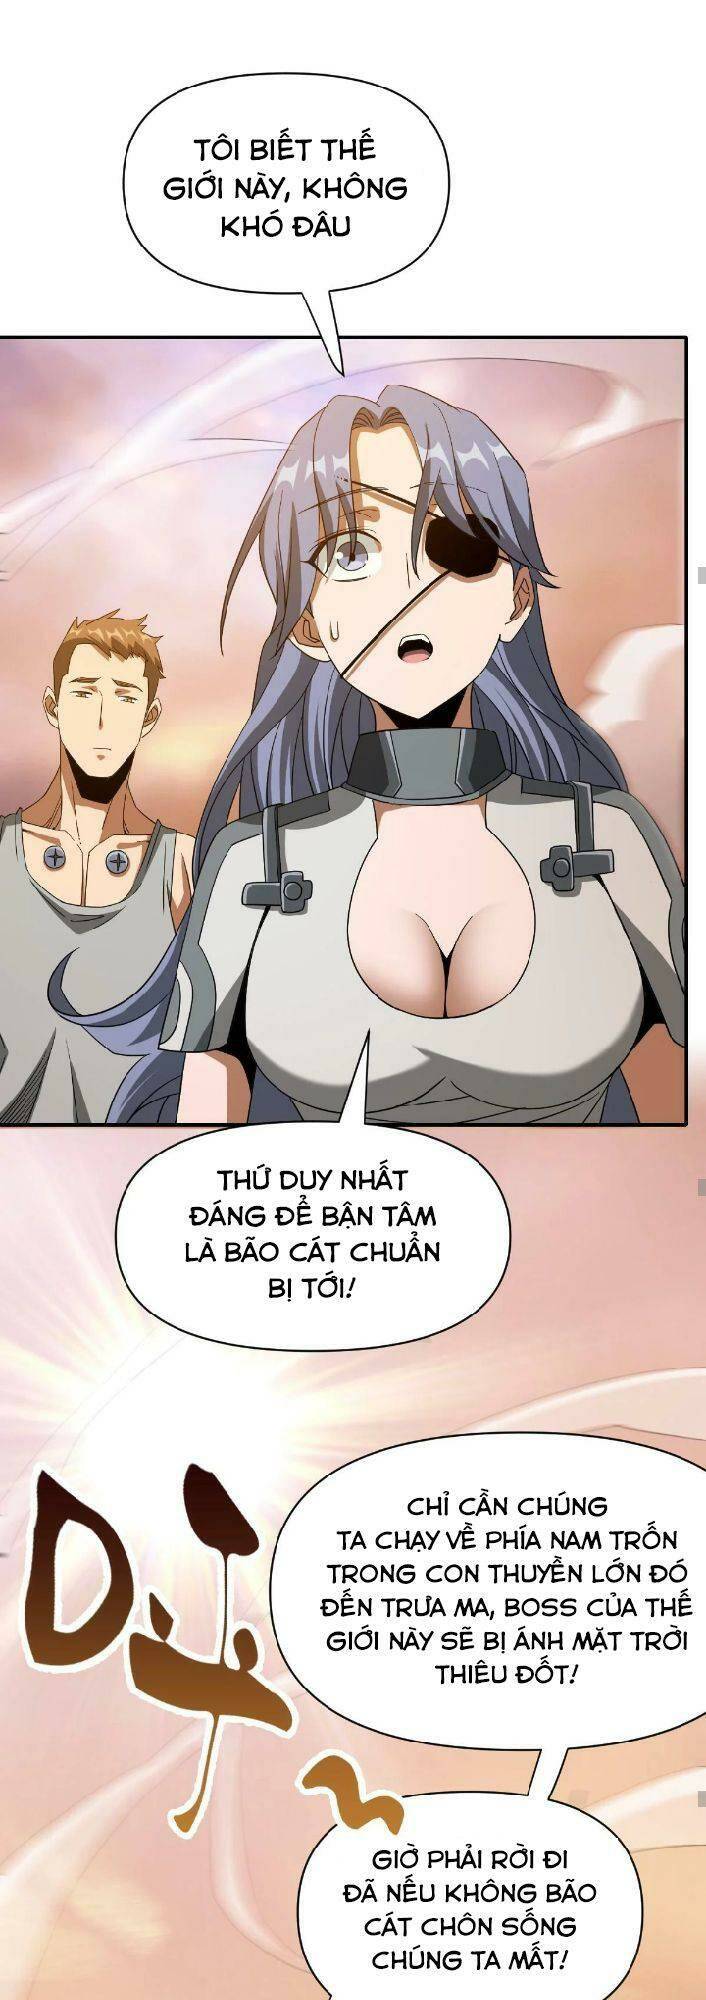 TÔI BIẾT THẾ
GIỚI NÀY, KHÔNG
KHÓ ĐÂU
THỨ DUY NHẤT
ĐÁNG ĐỂ BẬN TÂM
LÀ BÃO CÁT CHUẨN
BỊ TỚI!
CHỈ CẦN CHÚNG
TA CHẠY VỀ PHÍA NAM TRỐN
TRONG CON THUYỀN LỚN ĐÓ
ĐẾN TRƯA MA, BOSS CỦA THẾ
GIỚI NÀY SẼ BỊ ÁNH MẶT TRỜI
THIÊU ĐỐT!
GIỜ PHẢI RỜI ĐI
ĐÃ NẾU KHÔNG BÃO
CÁT CHÔN SỐNG
CHÚNG TA MẤT!